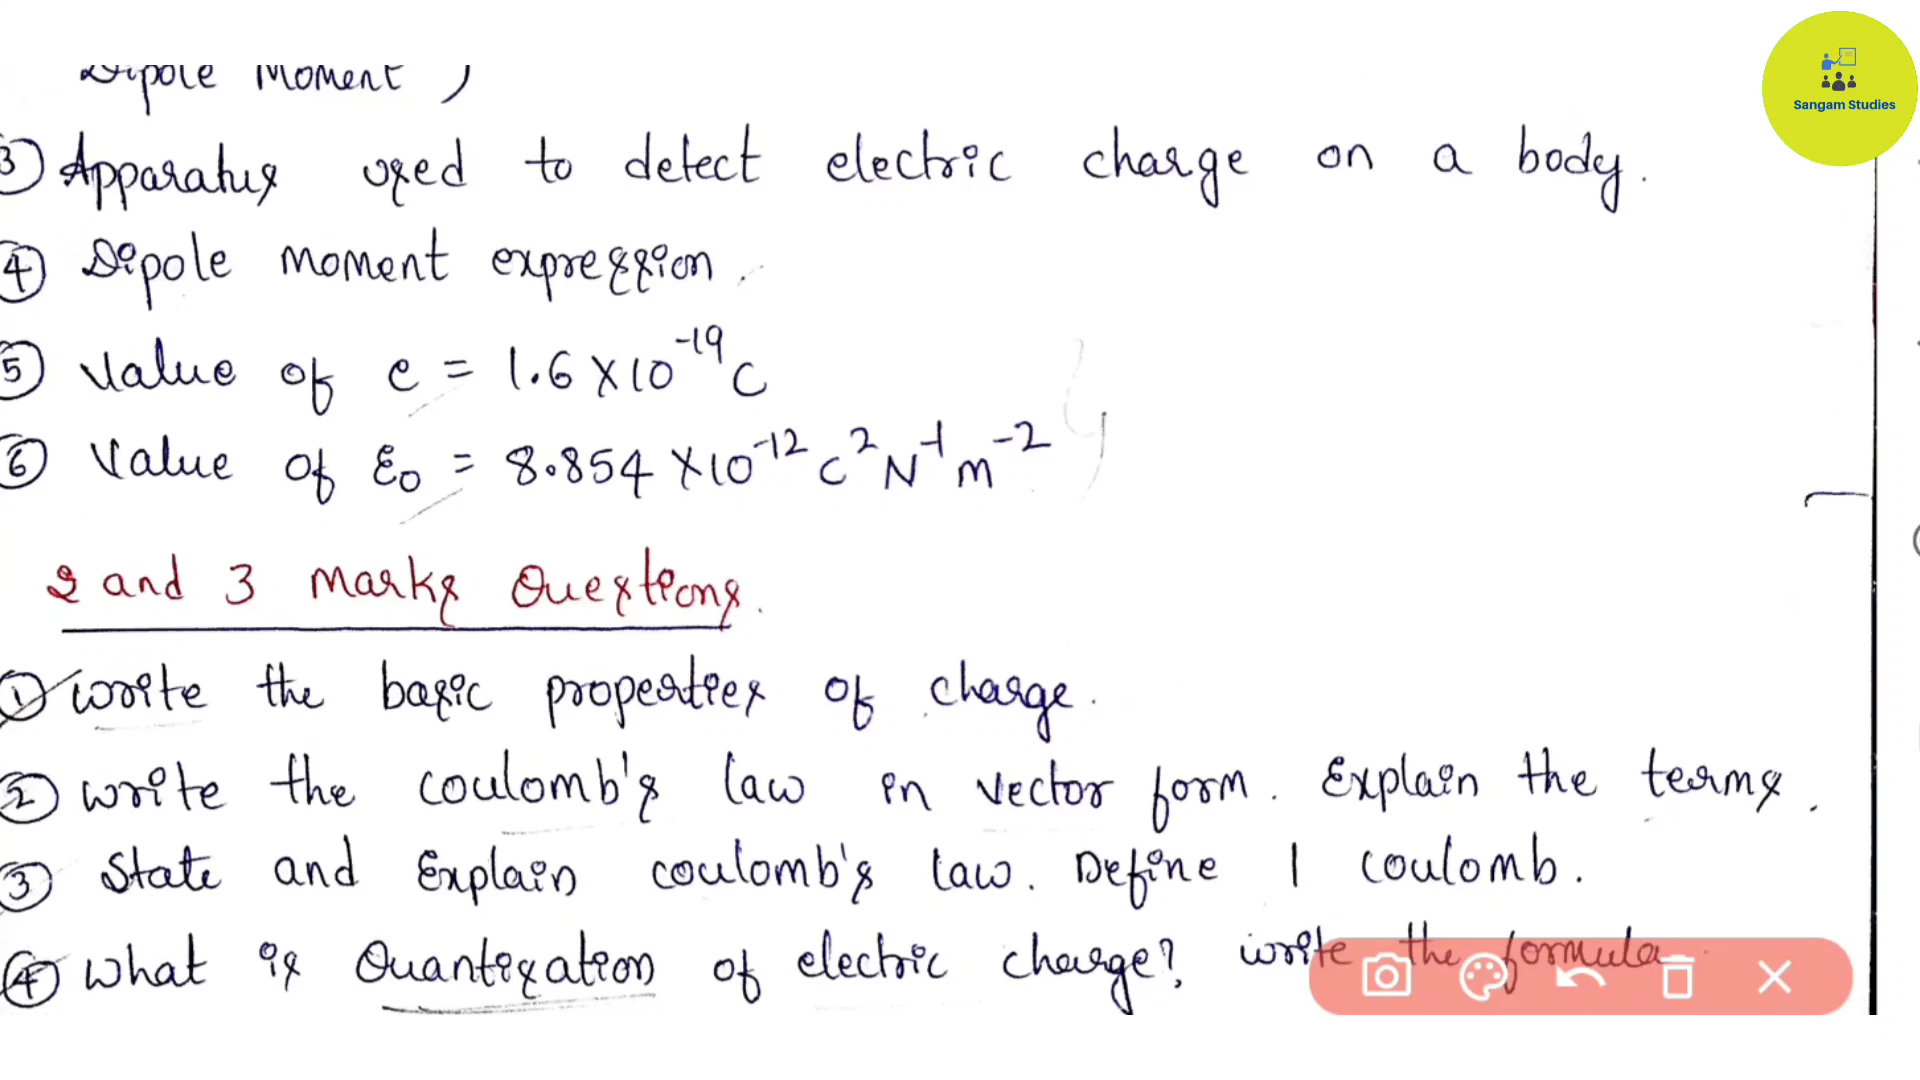 Dipole Moment )
Sangam Studies
③ Apparatus used to detect electric charge on a body.
④ Dipole moment expression.
⑤ Value of e = 1.6 × 10⁻¹⁹ C
⑥ Value of ε₀ = 8.854 × 10⁻¹² C² N⁻¹ m⁻²
2 and 3 Marks Questions.
① Write the basic properties of charge.
② Write the coulomb's law in vector form. Explain the terms.
③ State and Explain coulomb's law. Define 1 coulomb.
④ What is Quantization of electric charge? write the formula